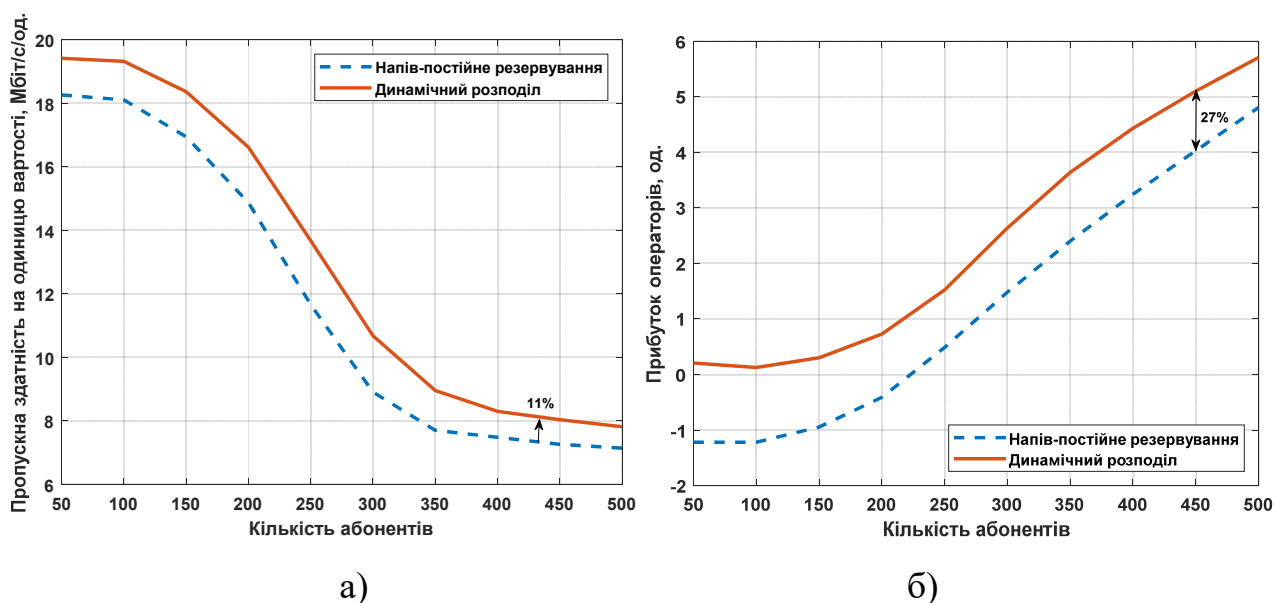 Пропускна здатність на одиницю вартості, Мбіт/с/од.
20
18
16
14
12
10
8
6
Напів-постійне резервування
Динамічний розподіл
11%
50 100 150 200 250 300 350 400 450 500
Кількість абонентів
а)
Прибуток операторів, од.
6
5
4
3
2
1
0
-1
-2
27%
Напів-постійне резервування
Динамічний розподіл
50 100 150 200 250 300 350 400 450 500
Кількість абонентів
б)